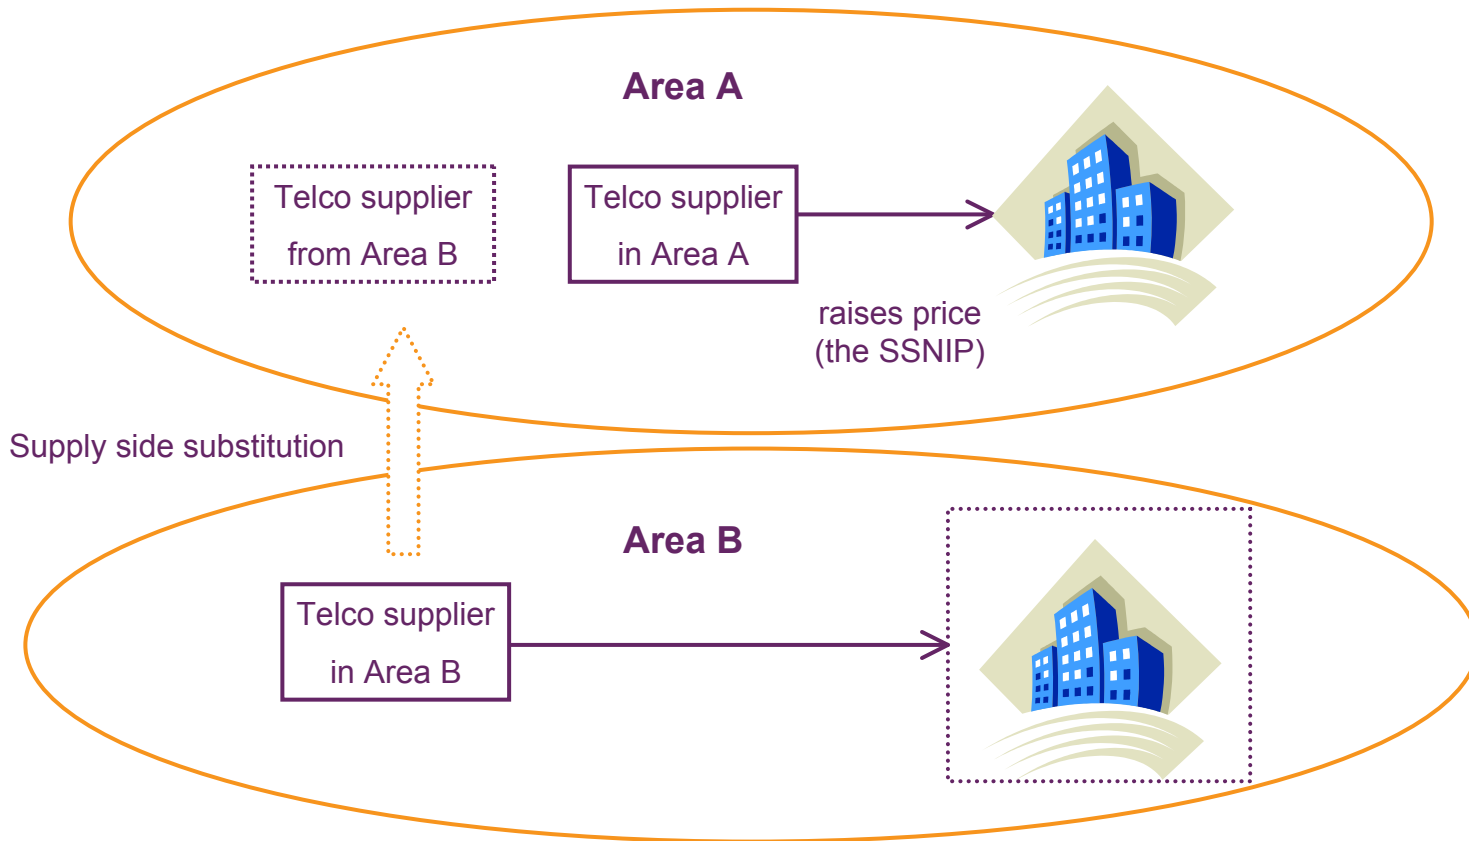 Area A
Telco supplier
from Area B
Telco supplier
in Area A
raises price
(the SSNIP)
Supply side substitution
Area B
Telco supplier
in Area B